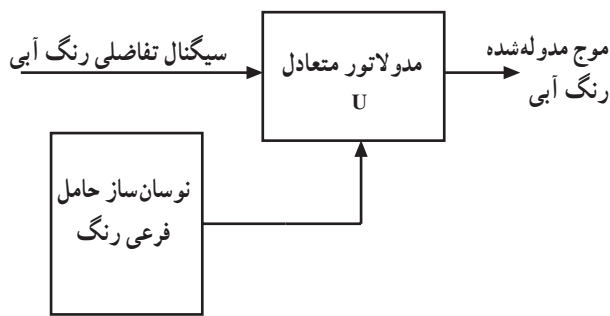 سیگنال تفاضلی رنگ آبی
مدولاتور متعادل
U
موج مدوله‌شده
رنگ آبی
نوسان‌ساز حامل
فرعی رنگ